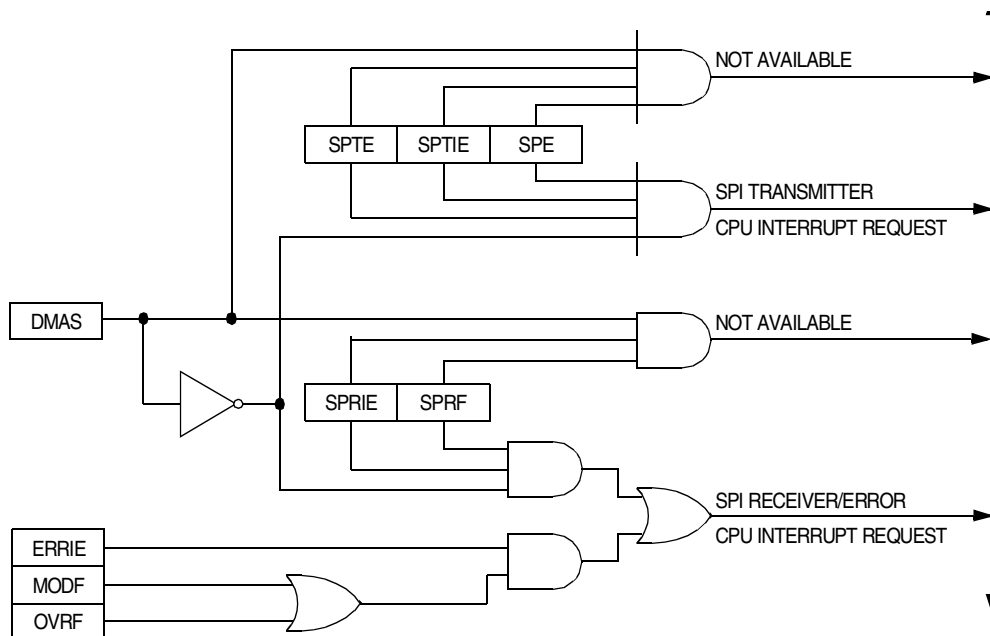 NOT AVAILABLE
SPTE SPTIE SPE
SPI TRANSMITTER
CPU INTERRUPT REQUEST
DMAS
NOT AVAILABLE
SPRIE SPRF
SPI RECEIVER/ERROR
CPU INTERRUPT REQUEST
ERRIE
MODF
OVRF